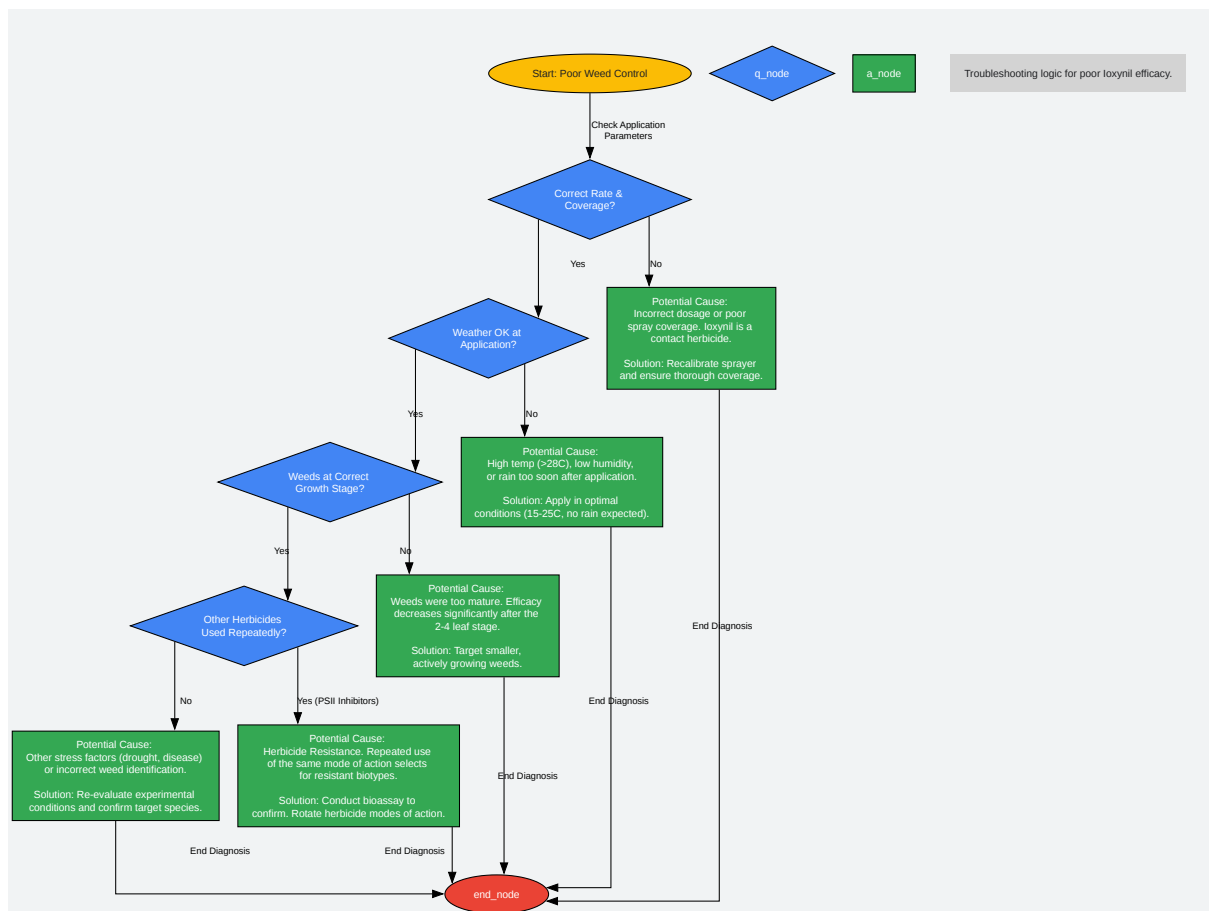 Start: Poor Weed Control
q_node
a_node
Troubleshooting logic for poor Ioxynil efficacy.
Check Application
Parameters
Correct Rate &
Coverage?
Yes
No
Potential Cause:
Incorrect dosage or poor
spray coverage. Ioxynil is a
contact herbicide.
Solution: Recalibrate sprayer
and ensure thorough coverage.
Weather OK at
Application?
Yes
No
Potential Cause:
High temp (>28C), low humidity,
or rain too soon after application.
Solution: Apply in optimal
conditions (15-25C, no rain expected).
Weeds at Correct
Growth Stage?
Yes
No
Potential Cause:
Weeds were too mature. Efficacy
decreases significantly after the
2-4 leaf stage.
Solution: Target smaller,
actively growing weeds.
Other Herbicides
Used Repeatedly?
End Diagnosis
No
Yes (PSII Inhibitors)
End Diagnosis
Potential Cause:
Other stress factors (drought, disease)
or incorrect weed identification.
Solution: Re-evaluate experimental
conditions and confirm target species.
Potential Cause:
Herbicide Resistance. Repeated use
of the same mode of action selects
for resistant biotypes.
Solution: Conduct bioassay to
confirm. Rotate herbicide modes of action.
End Diagnosis
End Diagnosis
End Diagnosis
end_node